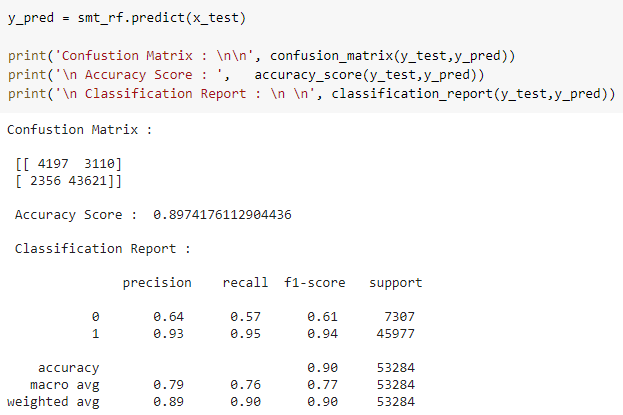 y_pred = smt_rf.predict(x_test)
print('Confustion Matrix : \n\n', confusion_matrix(y_test,y_pred))
print('\n Accuracy Score : ',   accuracy_score(y_test,y_pred))
print('\n Classification Report : \n \n', classification_report(y_test,y_pred))
Confustion Matrix :
[[ 4197  3110]
[ 2356 43621]]
Accuracy Score :  0.8974176112904436
Classification Report :
precision    recall  f1-score   support
0       0.64      0.57      0.61      7307
1       0.93      0.95      0.94     45977
accuracy                           0.90     53284
macro avg       0.79      0.76      0.77     53284
weighted avg       0.89      0.90      0.90     53284